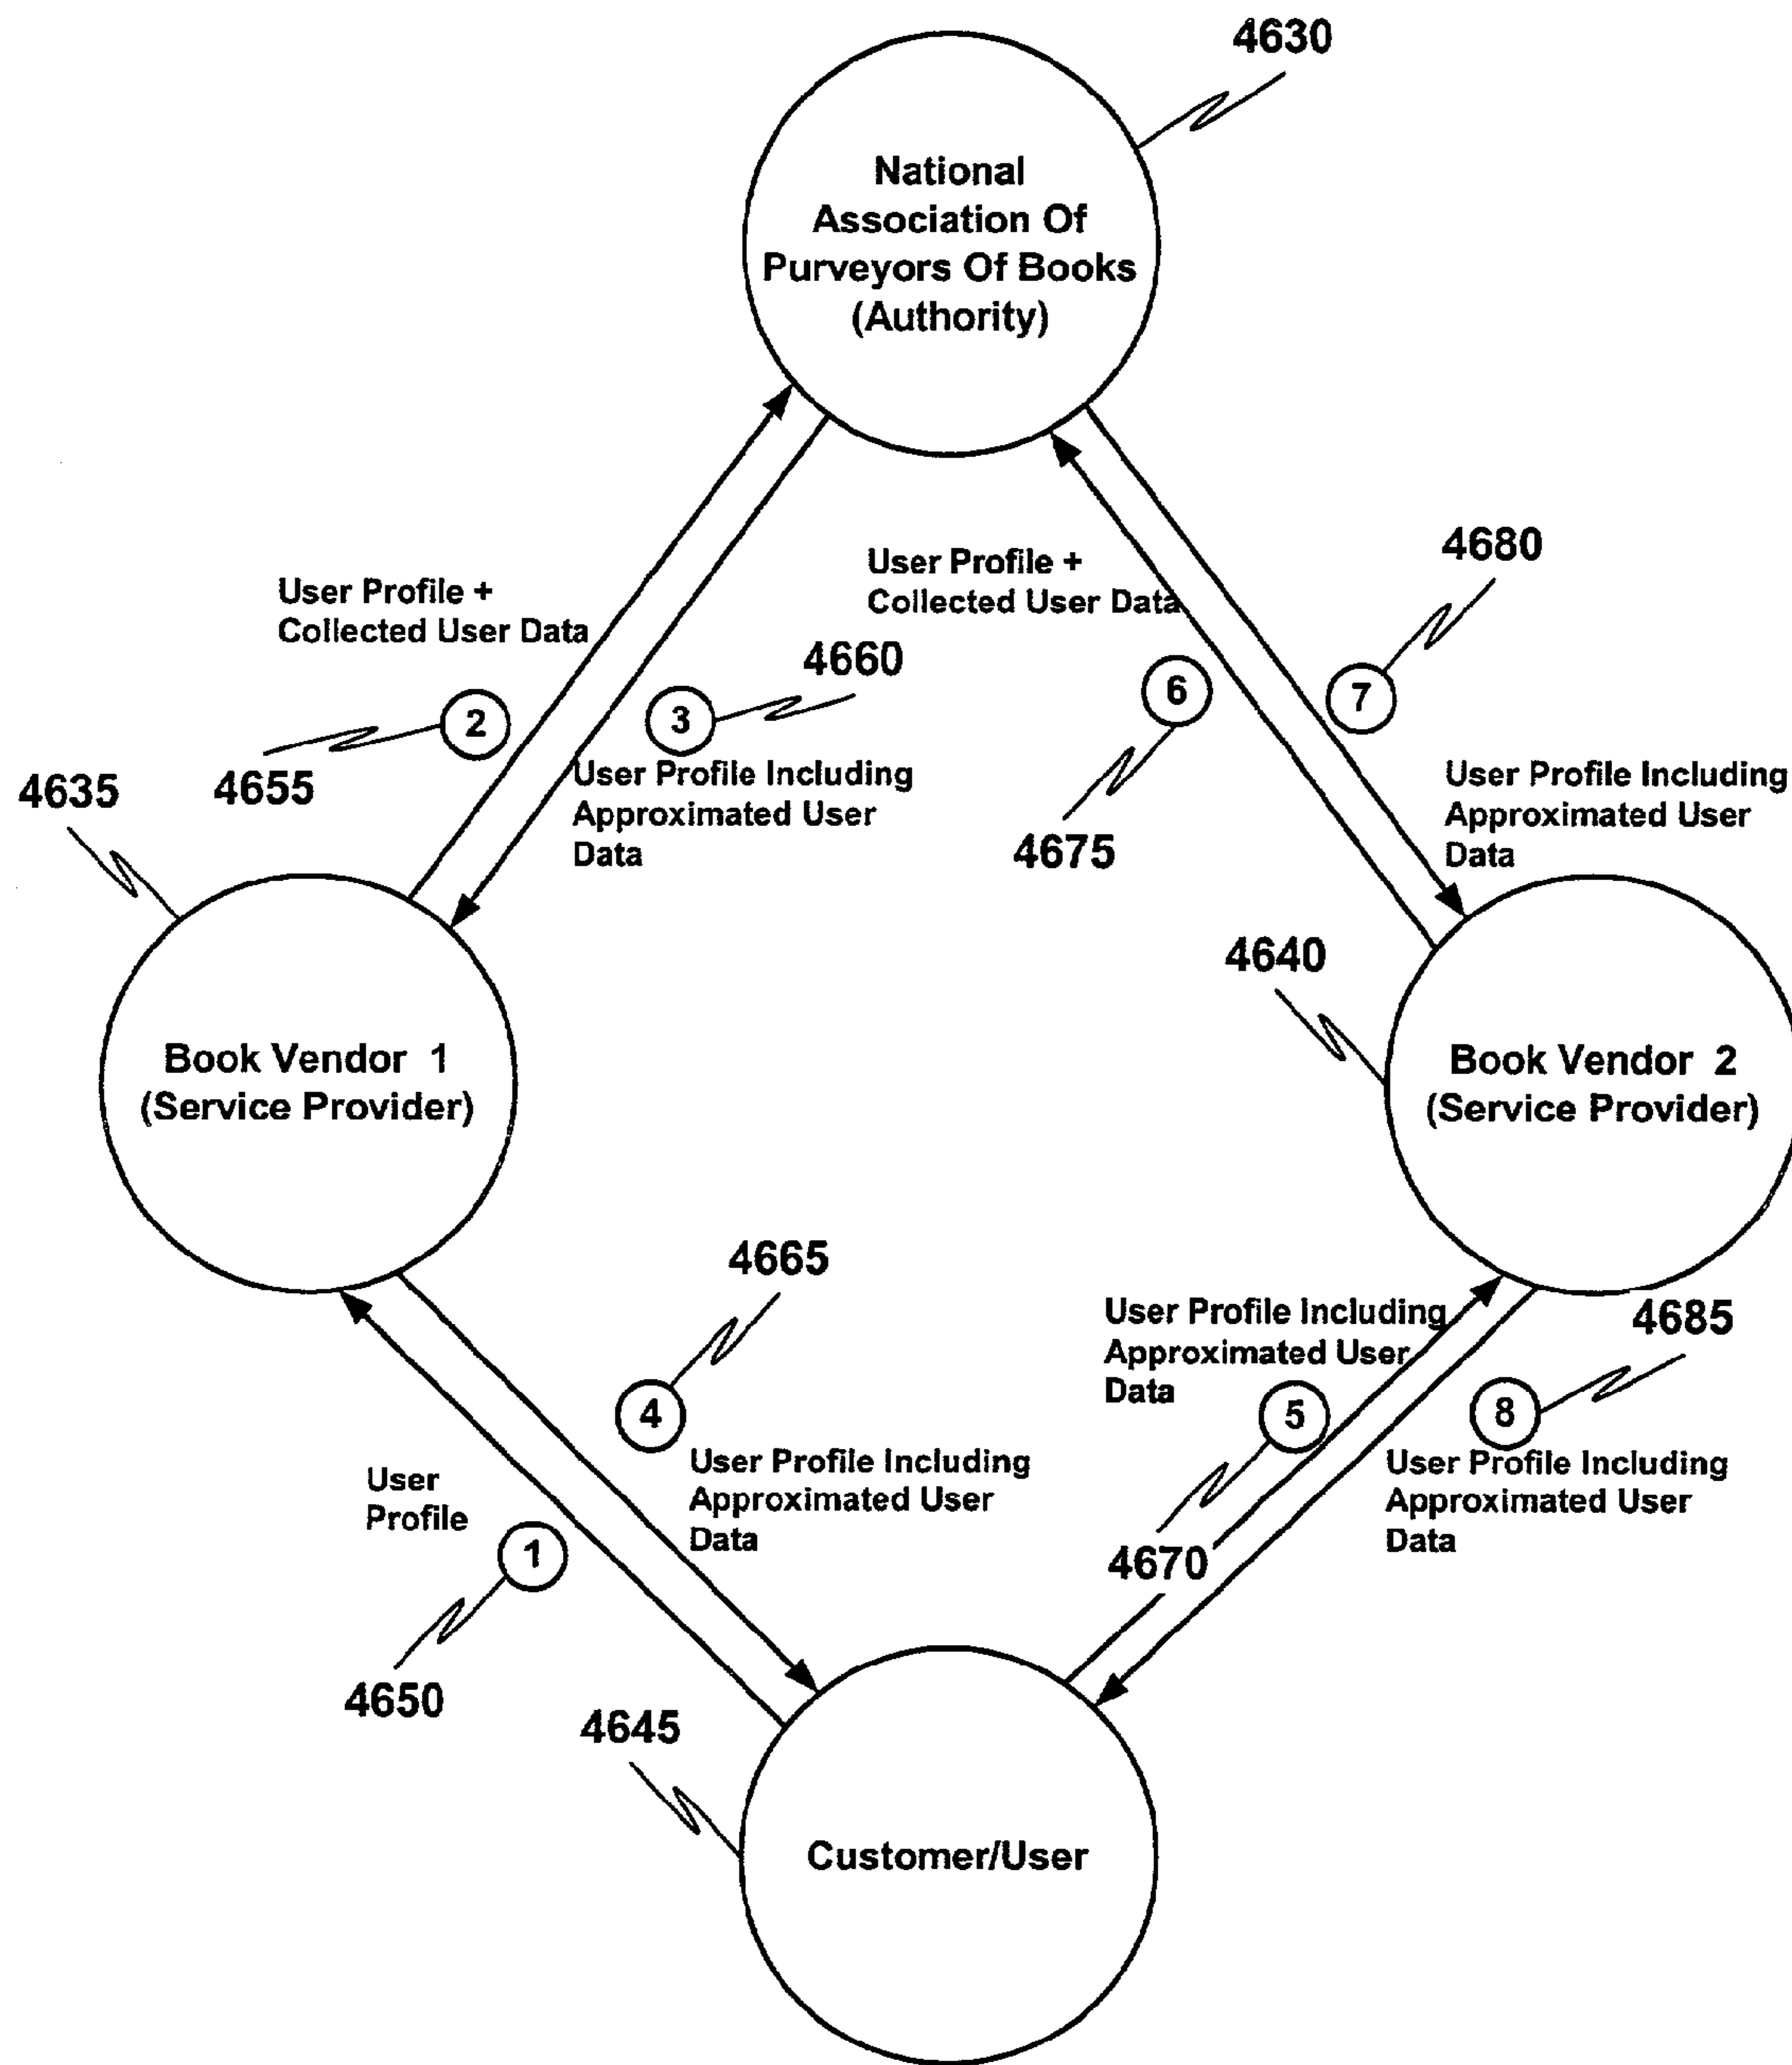 4630
National
Association Of
Purveyors Of Books
(Authority)
User Profile +
Collected User Data
User Profile +
Collected User Data
4680
4660
2
3
6
7
4635
4655
User Profile Including
Approximated User
Data
4675
User Profile Including
Approximated User
Data
4640
Book Vendor 1
(Service Provider)
Book Vendor 2
(Service Provider)
4665
User Profile Including
Approximated User
Data
4685
4
5
8
User
Profile
User Profile Including
Approximated User
Data
User Profile Including
Approximated User
Data
1
4670
4650
4645
Customer/User